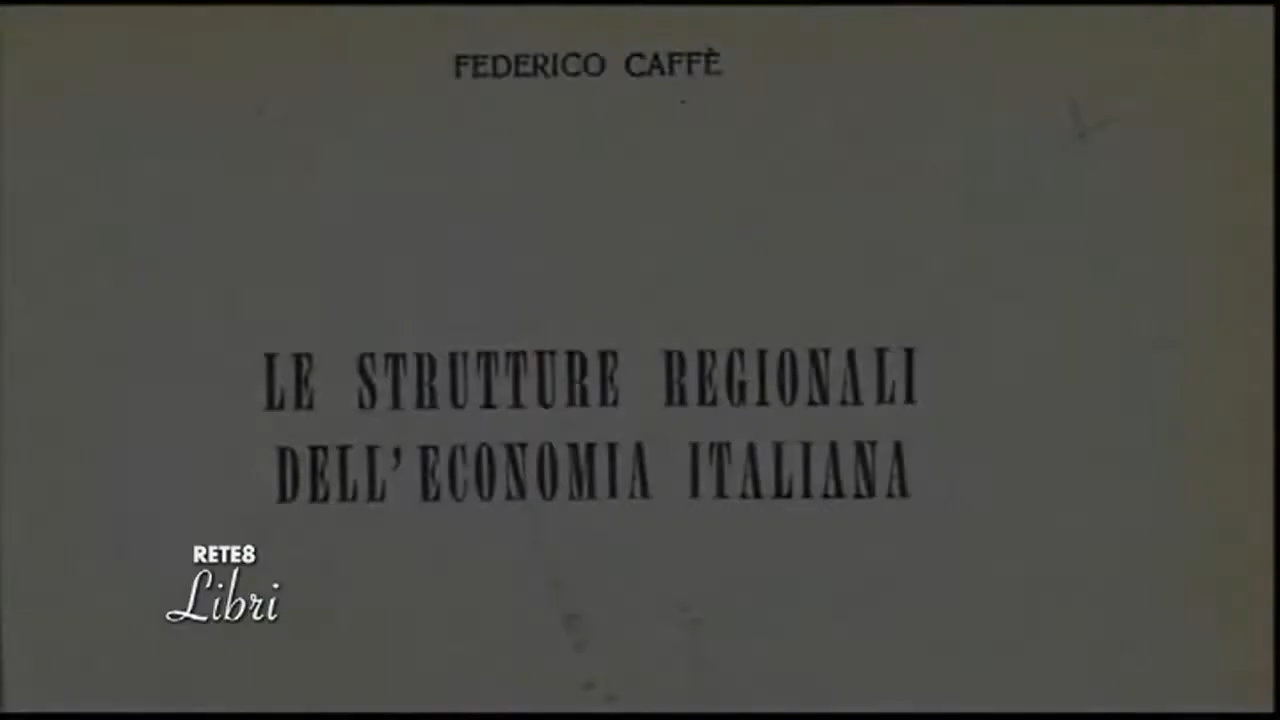 FEDERICO CAFFÈ
LE STRUTTURE REGIONALI
DELL'ECONOMIA ITALIANA
RETE8
Libri